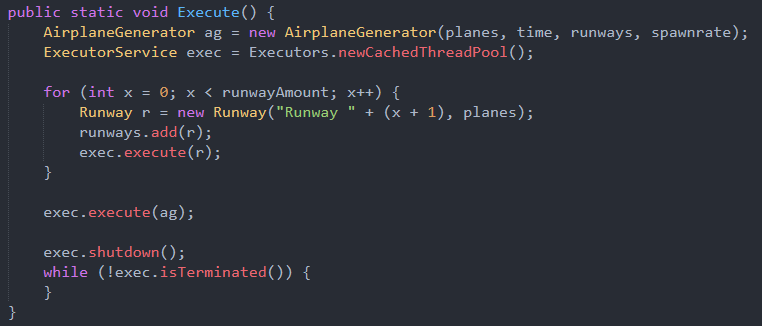 public static void Execute() {
    AirplaneGenerator ag = new AirplaneGenerator(planes, time, runways, spawnrate);
    ExecutorService exec = Executors.newCachedThreadPool();

    for (int x = 0; x < runwayAmount; x++) {
        Runway r = new Runway("Runway " + (x + 1), planes);
        runways.add(r);
        exec.execute(r);
    }

    exec.execute(ag);

    exec.shutdown();
    while (!exec.isTerminated()) {
    }
}